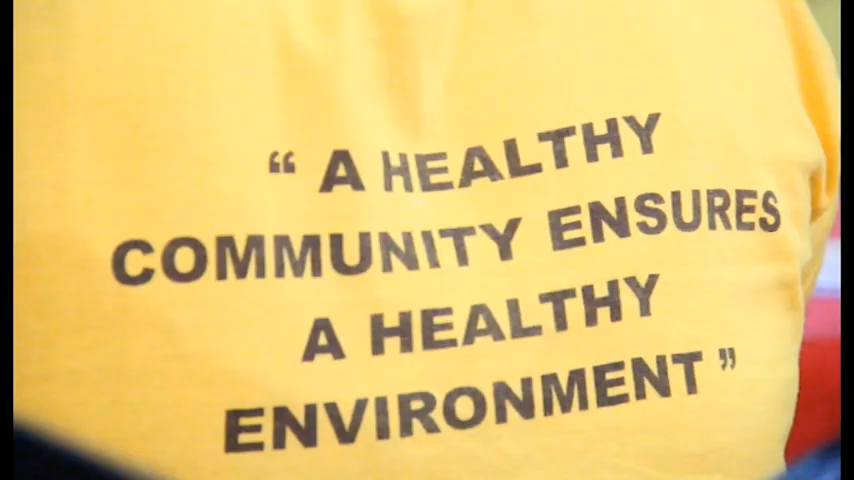 “ A HEALTHY
COMMUNITY ENSURES
A HEALTHY
ENVIRONMENT ”